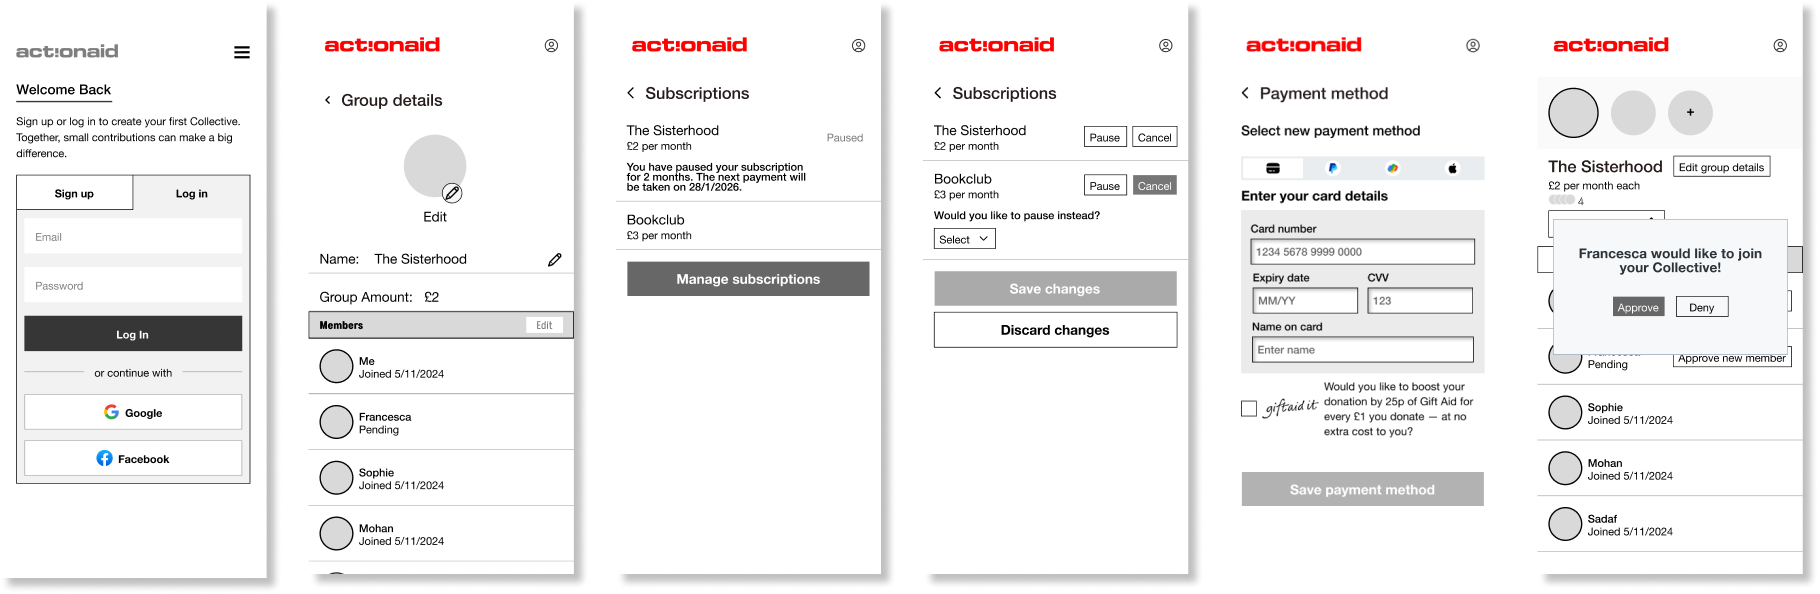 act!onaid
Welcome Back
Sign up or log in to create your first Collective.
Together, small contributions can make a big
difference.
Sign up
Log in
Email
Password
Log In
or continue with
Google
Facebook
act!onaid
Group details
Edit
Name: The Sisterhood
Group Amount: £2
Members
Edit
Me
Joined 5/11/2024
Francesca
Pending
Sophie
Joined 5/11/2024
Mohan
Joined 5/11/2024
act!onaid
Subscriptions
The Sisterhood
£2 per month
Paused
You have paused your subscription
for 2 months. The next payment will
be taken on 28/1/2026.
Bookclub
£3 per month
Manage subscriptions
act!onaid
Subscriptions
The Sisterhood
£2 per month
Pause
Cancel
Bookclub
£3 per month
Pause
Cancel
Would you like to pause instead?
Select
Save changes
Discard changes
act!onaid
Payment method
Select new payment method
Enter your card details
Card number
1234 5678 9999 0000
Expiry date
CVV
MM/YY
123
Name on card
Enter name
giftaid it
Would you like to boost your
donation by 25p of Gift Aid for
every £1 you donate — at no
extra cost to you?
Save payment method
act!onaid
+
The Sisterhood
Edit group details
£2 per month each
4
Francesca would like to join
your Collective!
Approve
Deny
Pending
Approve new member
Sophie
Joined 5/11/2024
Mohan
Joined 5/11/2024
Sadaf
Joined 5/11/2024